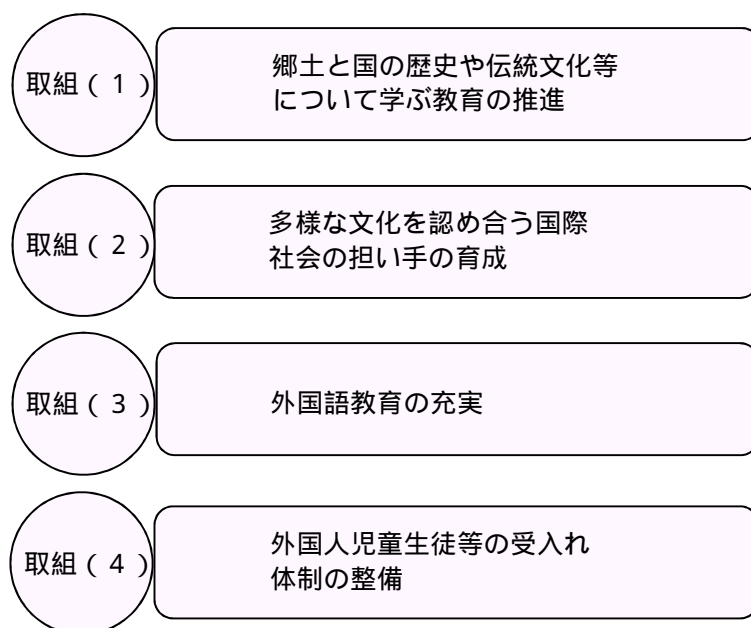 取組（１）
郷土と国の歴史や伝統文化等
について学ぶ教育の推進
取組（２）
多様な文化を認め合う国際
社会の担い手の育成
取組（３）
外国語教育の充実
取組（４）
外国人児童生徒等の受入れ
体制の整備